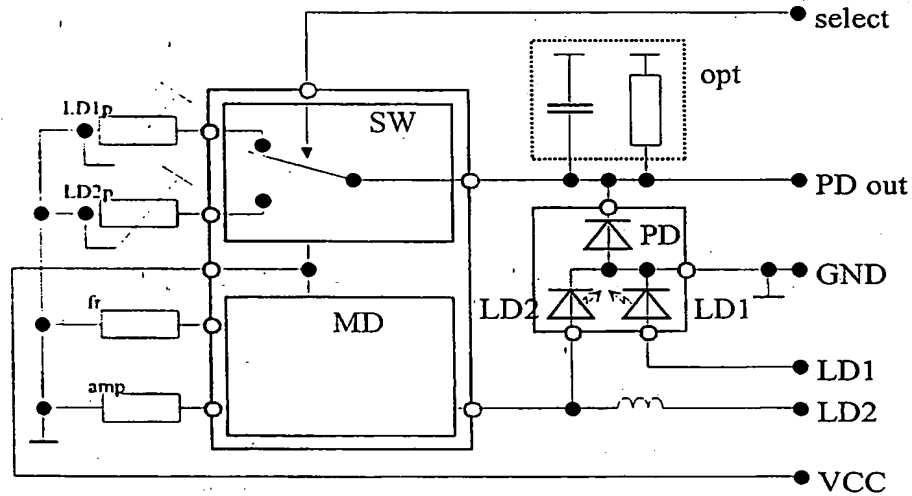 select
opt
LD1p
SW
PD out
LD2p
PD
GND
fr
MD
LD2
LD1
LD1
amp
LD2
VCC